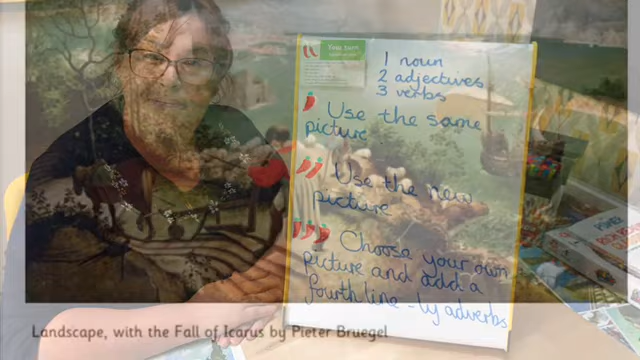 Your turn
1 noun
2 adjectives
3 verbs
Use the same
picture
Use the new
picture
Choose your own
picture and add a
fourth line - ly adverbs
Landscape, with the Fall of Icarus by Pieter Bruegel